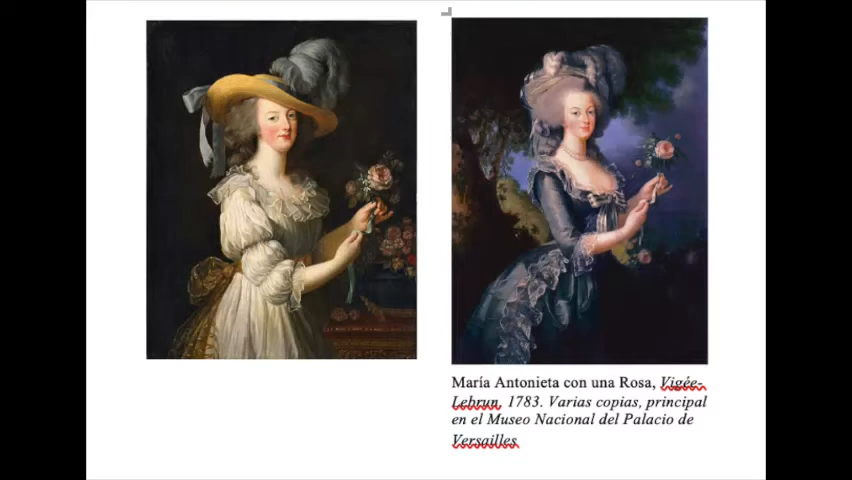 María Antonieta con una Rosa, Vigée-
Lebrun, 1783. Varias copias, principal
en el Museo Nacional del Palacio de
Versailles